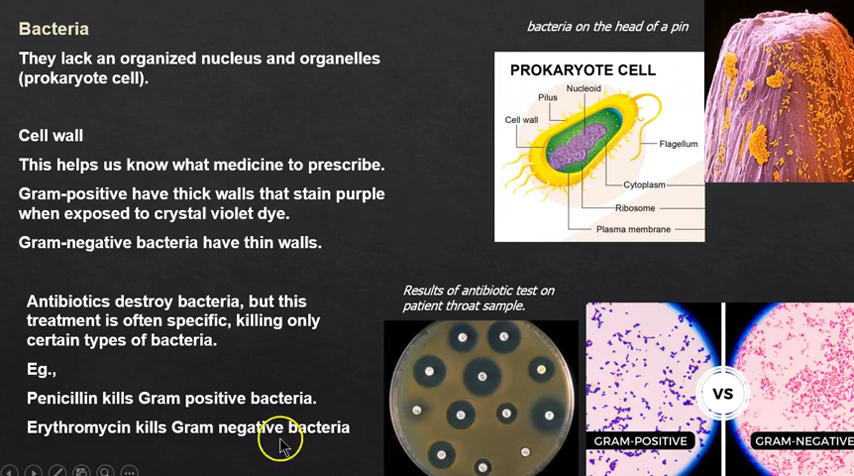 Bacteria
They lack an organized nucleus and organelles
(prokaryote cell).
Cell wall
This helps us know what medicine to prescribe.
Gram-positive have thick walls that stain purple
when exposed to crystal violet dye.
Gram-negative bacteria have thin walls.
Antibiotics destroy bacteria, but this
treatment is often specific, killing only
certain types of bacteria.
Eg.,
Penicillin kills Gram positive bacteria.
Erythromycin kills Gram negative bacteria
bacteria on the head of a pin
PROKARYOTE CELL
Nucleoid
Pilus
Cell wall
Flagellum
Cytoplasm
Ribosome
Plasma membrane
Results of antibiotic test on
patient throat sample.
VS
GRAM-POSITIVE
GRAM-NEGATIVE